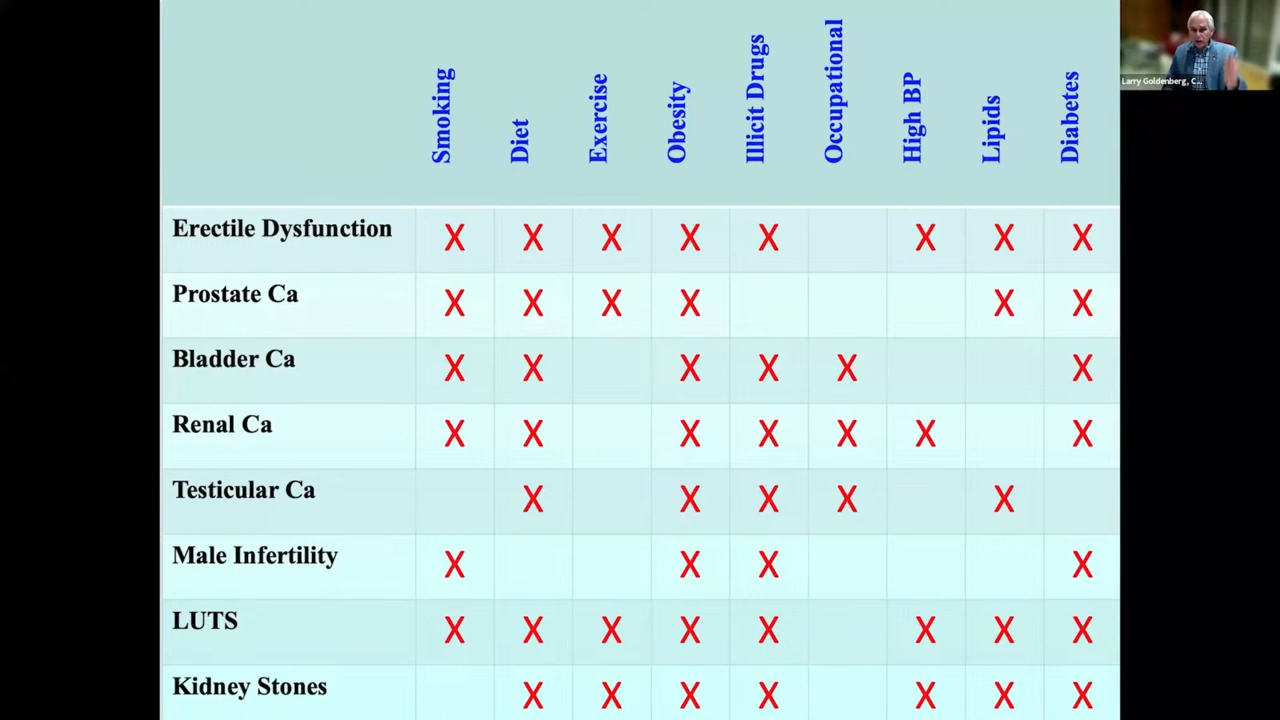 Smoking Diet Exercise Obesity Illicit Drugs Occupational High BP Lipids Diabetes
Larry Goldenberg, C...
Erectile Dysfunction X X X X X X X X
Prostate Ca X X X X X X
Bladder Ca X X X X X X
Renal Ca X X X X X X X
Testicular Ca X X X X X
Male Infertility X X X X
LUTS X X X X X X X X
Kidney Stones X X X X X X X